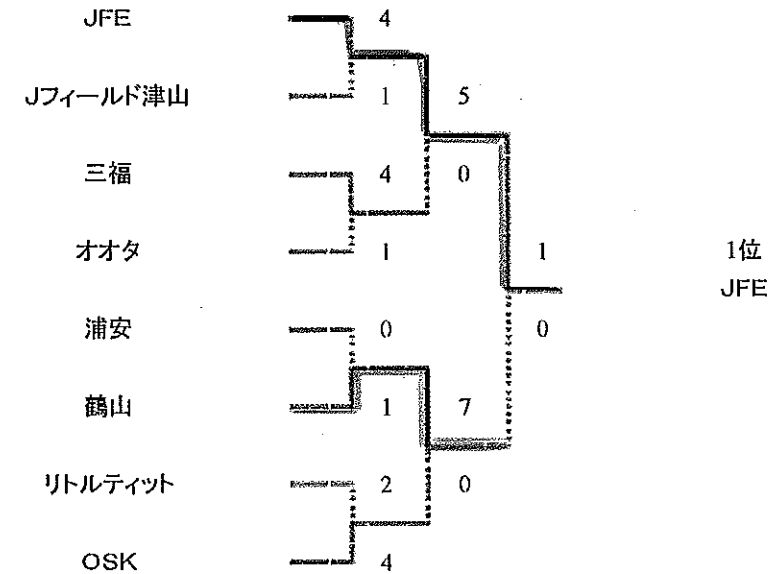 JFE 4
Jフィールド津山 1 5
三福 4 0
オオタ 1 1 1位
JFE
浦安 0 0
鶴山 1 7
リトルティット 2 0
OSK 4